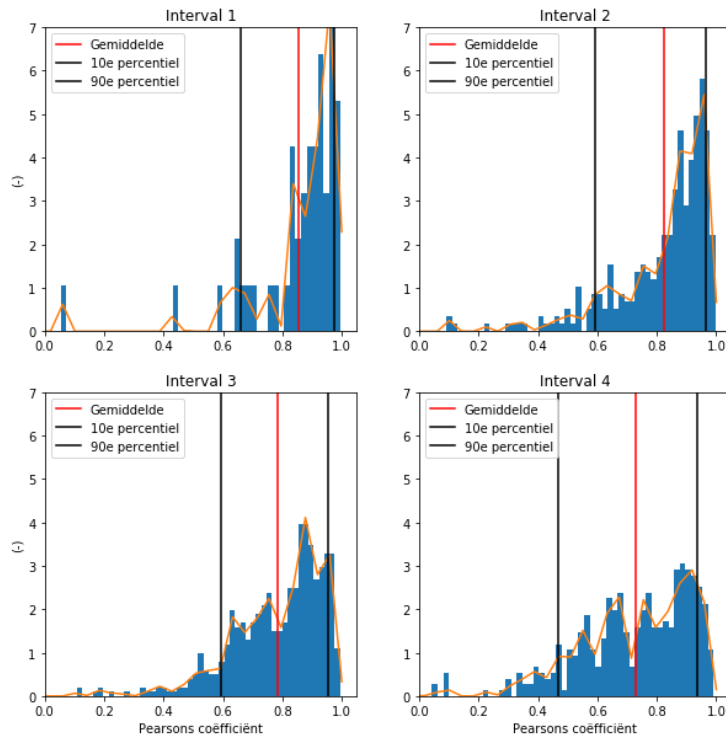 Interval 1
Gemiddelde
10e percentiel
90e percentiel
(-)
7
6
5
4
3
2
1
0
0.0 0.2 0.4 0.6 0.8 1.0
Interval 2
Gemiddelde
10e percentiel
90e percentiel
7
6
5
4
3
2
1
0
0.0 0.2 0.4 0.6 0.8 1.0
Interval 3
Gemiddelde
10e percentiel
90e percentiel
(-)
7
6
5
4
3
2
1
0
0.0 0.2 0.4 0.6 0.8 1.0
Pearsons coëfficiënt
Interval 4
Gemiddelde
10e percentiel
90e percentiel
7
6
5
4
3
2
1
0
0.0 0.2 0.4 0.6 0.8 1.0
Pearsons coëfficiënt